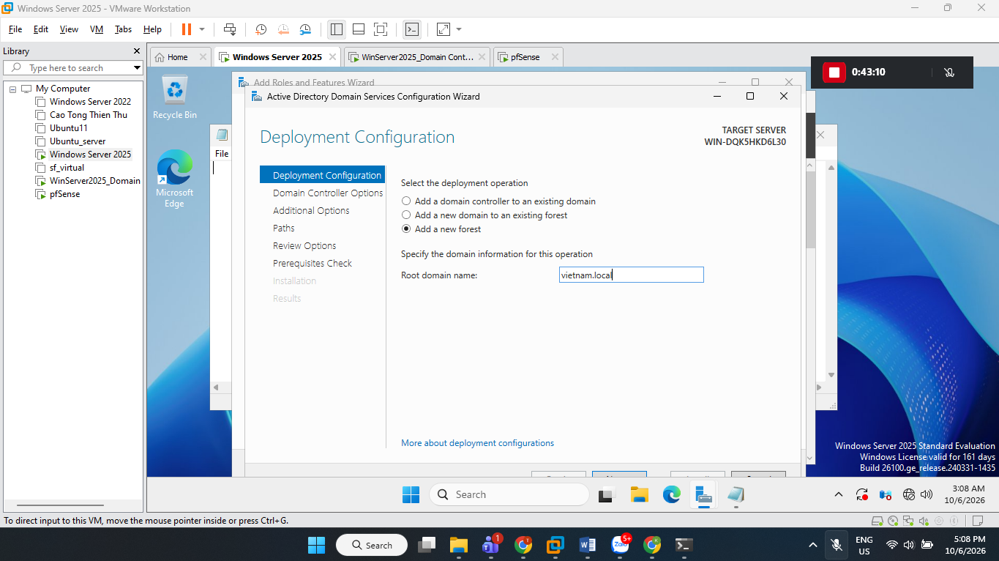 Windows Server 2025 - VMware Workstation
File Edit View VM Tabs Help
Library
Type here to search
My Computer
Windows Server 2022
Cao Tong Thien Thu
Ubuntu11
Ubuntu_server
Windows Server 2025
sf_virtual
WinServer2025_Domain
pfSense
Home
Windows Server 2025
WinServer2025_Domain Cont...
pfSense
0:43:10
Recycle Bin
Microsoft
Edge
File
Add Roles and Features Wizard
Active Directory Domain Services Configuration Wizard
Deployment Configuration
TARGET SERVER
WIN-DQK5HKD6L30
Deployment Configuration
Domain Controller Options
Additional Options
Paths
Review Options
Prerequisites Check
Installation
Results
Select the deployment operation
Add a domain controller to an existing domain
Add a new domain to an existing forest
Add a new forest
Specify the domain information for this operation
Root domain name:
vietnam.local
More about deployment configurations
Windows Server 2025 Standard Evaluation
Windows License valid for 161 days
Build 26100.ge_release.240331-1435
Search
3:08 AM
10/6/2026
To direct input to this VM, move the mouse pointer inside or press Ctrl+G.
Search
1
1
Zalo
5+
K
ENG
US
5:08 PM
10/6/2026